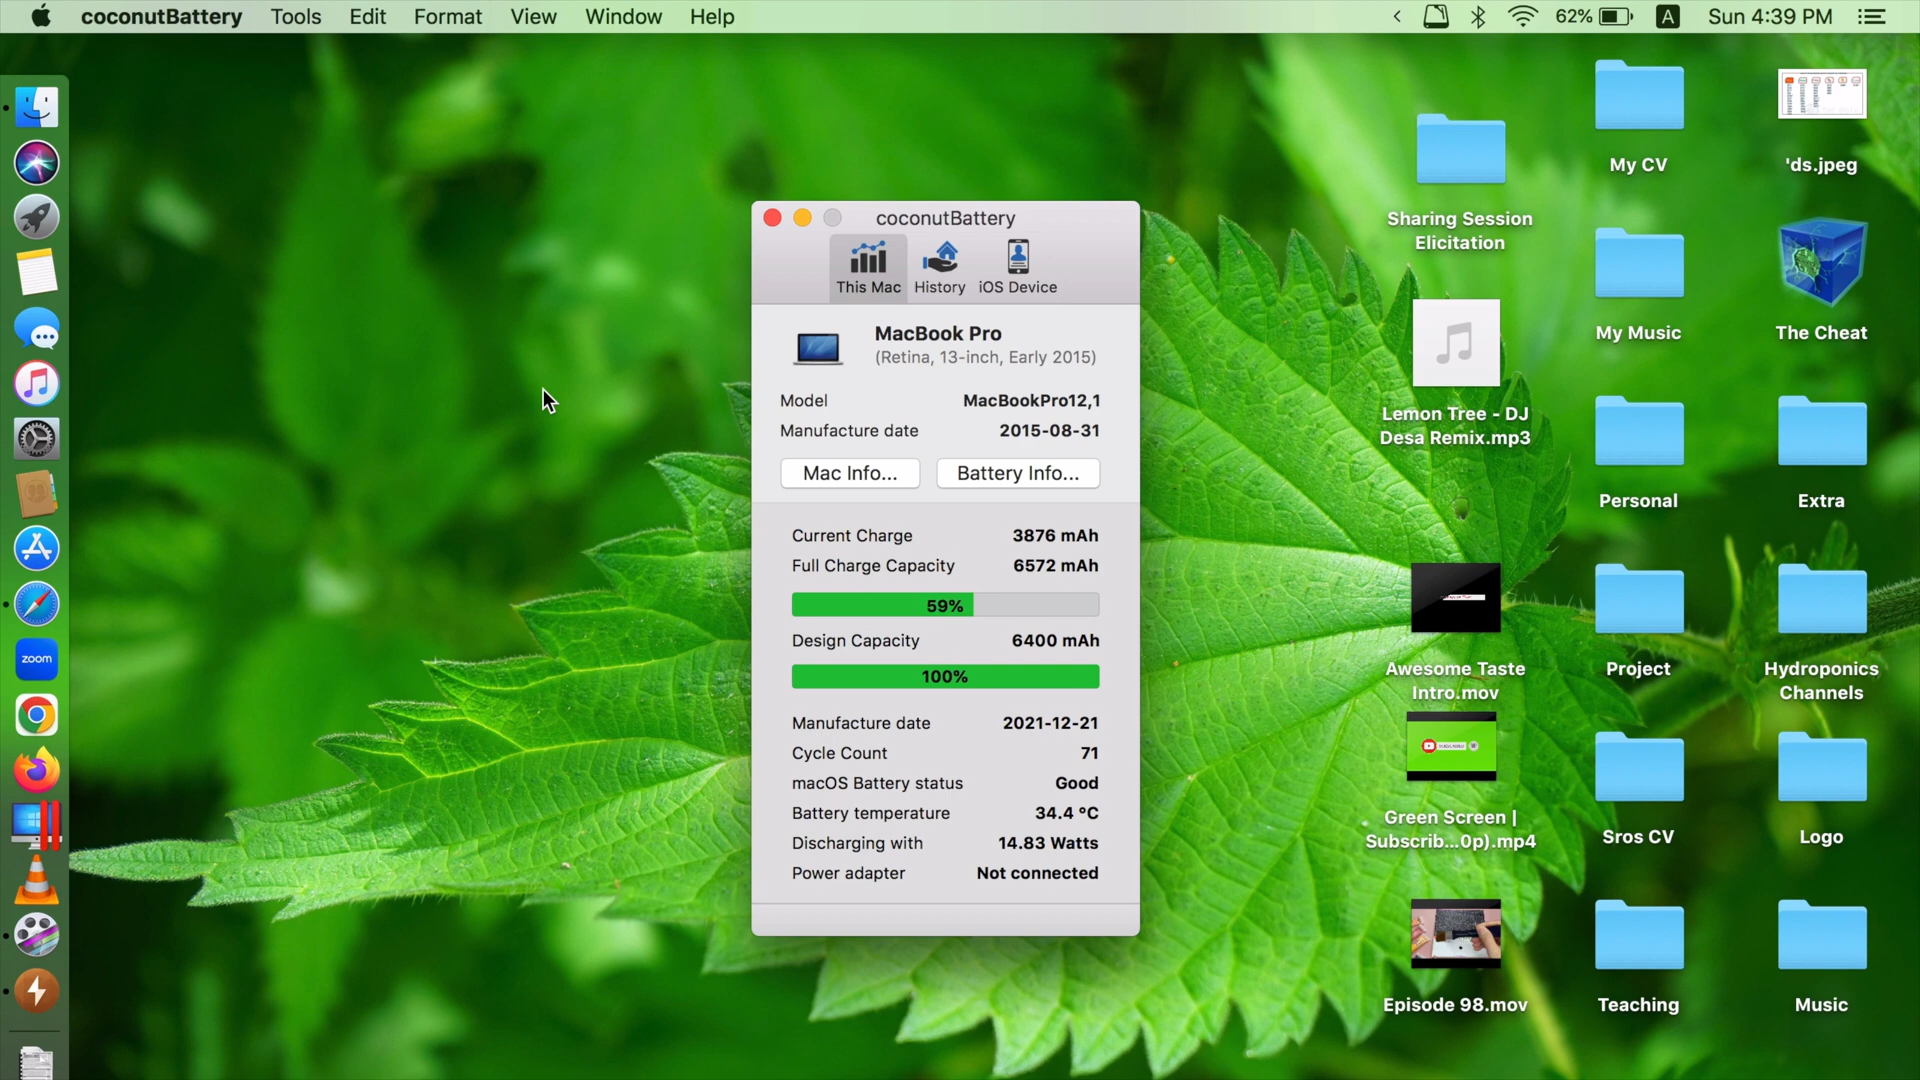 coconutBattery Tools Edit Format View Window Help
62% A Sun 4:39 PM
coconutBattery
This Mac History iOS Device
MacBook Pro
(Retina, 13-inch, Early 2015)
Model MacBookPro12,1
Manufacture date 2015-08-31
Mac Info... Battery Info...
Current Charge 3876 mAh
Full Charge Capacity 6572 mAh
59%
Design Capacity 6400 mAh
100%
Manufacture date 2021-12-21
Cycle Count 71
macOS Battery status Good
Battery temperature 34.4 ºC
Discharging with 14.83 Watts
Power adapter Not connected
zoom
Sharing Session
Elicitation
Lemon Tree - DJ
Desa Remix.mp3
Awesome Taste
Intro.mov
Green Screen |
Subscrib...0p).mp4
Episode 98.mov
My CV
My Music
Personal
Project
Sros CV
Teaching
'ds.jpeg
The Cheat
Extra
Hydroponics
Channels
Logo
Music